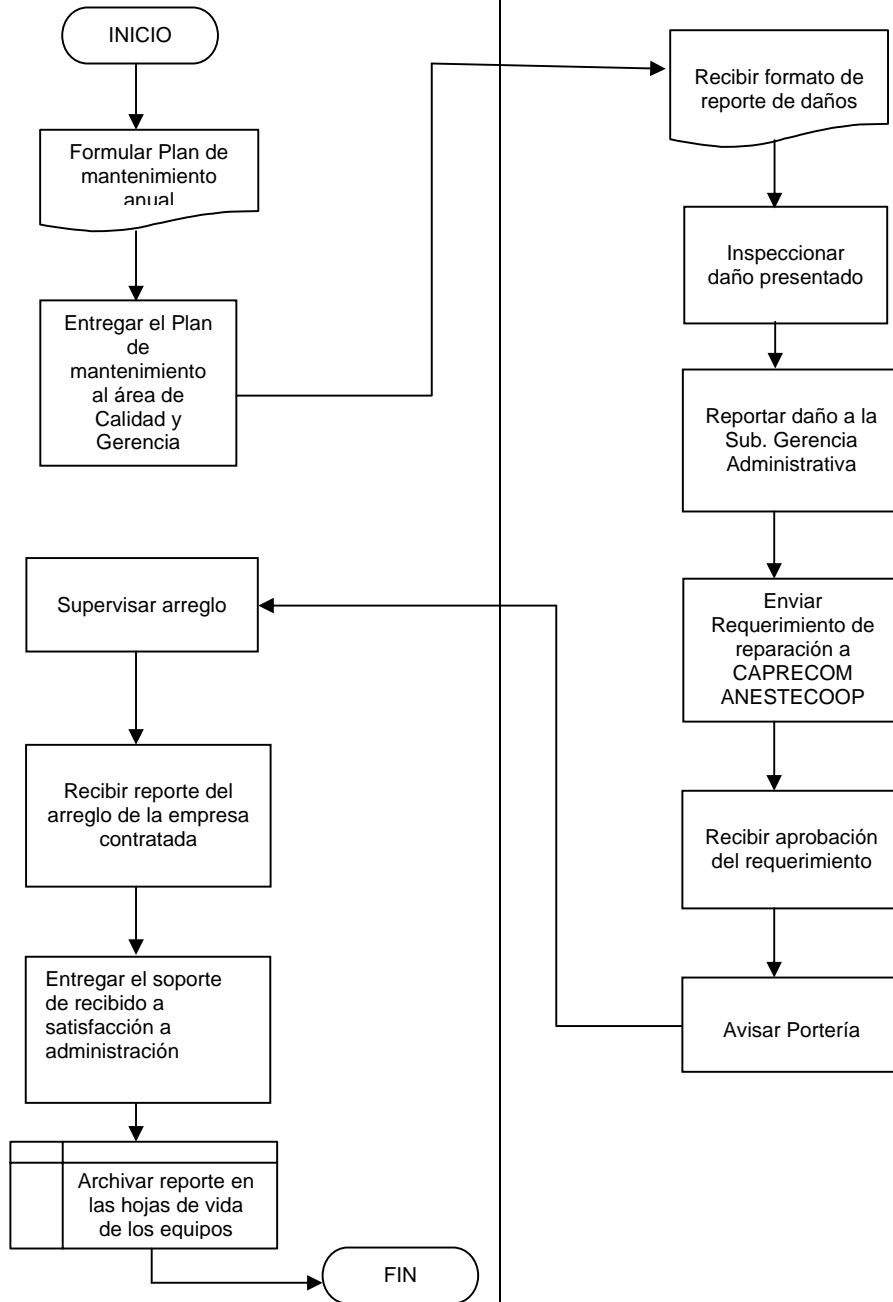 INICIO
Formular Plan de
mantenimiento
anual
Entregar el Plan
de
mantenimiento
al área de
Calidad y
Gerencia
Recibir formato de
reporte de daños
Inspeccionar
daño presentado
Reportar daño a la
Sub. Gerencia
Administrativa
Enviar
Requerimiento de
reparación a
CAPRECOM
ANESTECOOP
Recibir aprobación
del requerimiento
Avisar Portería
Supervisar arreglo
Recibir reporte del
arreglo de la empresa
contratada
Entregar el soporte
de recibido a
satisfacción a
administración
Archivar reporte en
las hojas de vida
de los equipos
FIN